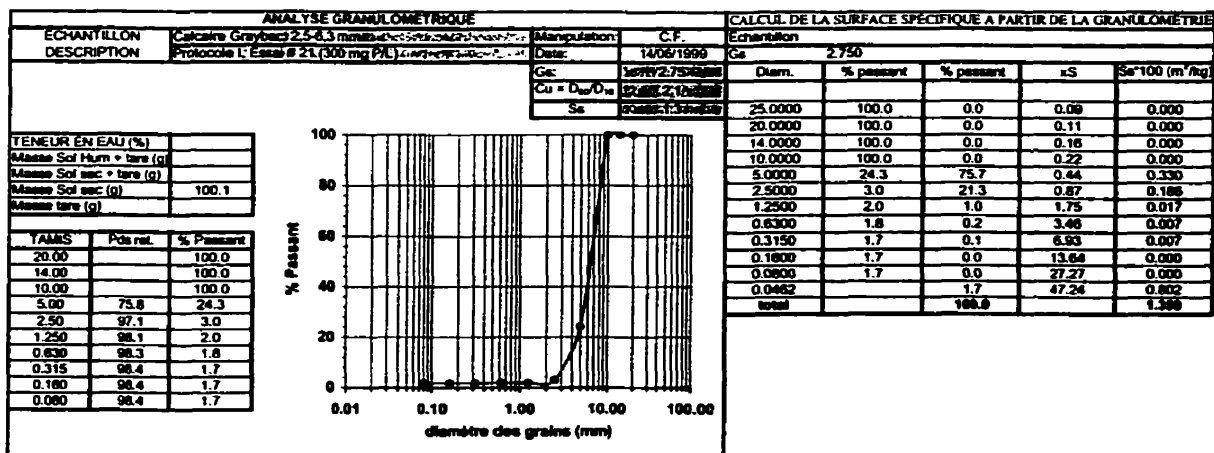 ANALYSE GRANULOMÉTRIQUE
ÉCHANTILLON Calcaire Graybec 2,5-6,3 mm Manipulation: C.F.
DESCRIPTION Protocole I; Essai # 21 (300 mg P/L) Date: 14/06/1999
Gs: 2.75
Cu = D60/D10
Ss
TENEUR EN EAU (%)
Masse Sol Hum + tare (g)
Masse Sol sec + tare (g)
Masse Sol sec (g) 100.1
Masse tare (g)
TAMIS Pds ret. % Passant
20.00 100.0
14.00 100.0
10.00 100.0
5.00 75.8 24.3
2.50 97.1 3.0
1.250 98.1 2.0
0.630 98.3 1.8
0.315 98.4 1.7
0.160 98.4 1.7
0.080 98.4 1.7
% Passant
100
80
60
40
20
0
0.01 0.10 1.00 10.00 100.00
diamètre des grains (mm)
CALCUL DE LA SURFACE SPÉCIFIQUE A PARTIR DE LA GRANULOMÉTRIE
Echantillon
Gs 2.750
Diam. % passant % passant xS Ss*100 (m²/kg)
25.0000 100.0 0.0 0.09 0.000
20.0000 100.0 0.0 0.11 0.000
14.0000 100.0 0.0 0.16 0.000
10.0000 100.0 0.0 0.22 0.000
5.0000 24.3 75.7 0.44 0.330
2.5000 3.0 21.3 0.87 0.186
1.2500 2.0 1.0 1.75 0.017
0.6300 1.8 0.2 3.46 0.007
0.3150 1.7 0.1 6.93 0.007
0.1600 1.7 0.0 13.64 0.000
0.0800 1.7 0.0 27.27 0.000
0.0462 1.7 47.24 0.802
total 100.0